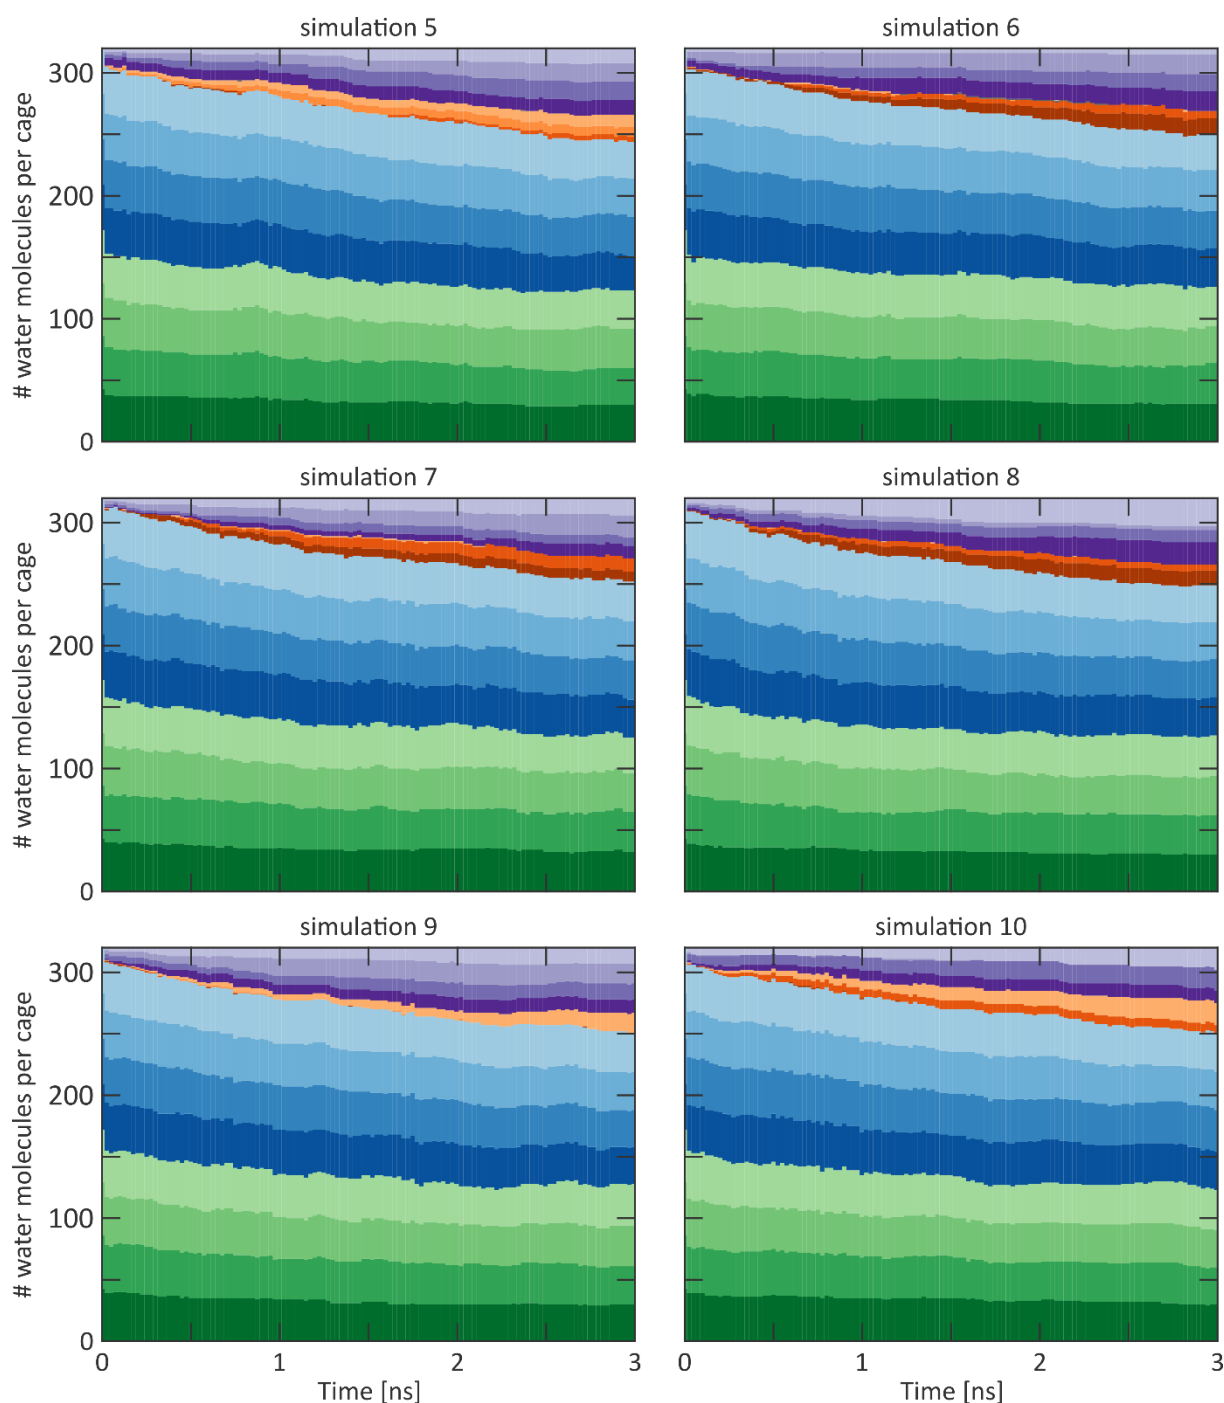 simulation 5
simulation 6
# water molecules per cage
300
200
100
0
simulation 7
simulation 8
# water molecules per cage
300
200
100
0
simulation 9
simulation 10
# water molecules per cage
300
200
100
0
0 1 2 3
0 1 2 3
Time [ns]
Time [ns]